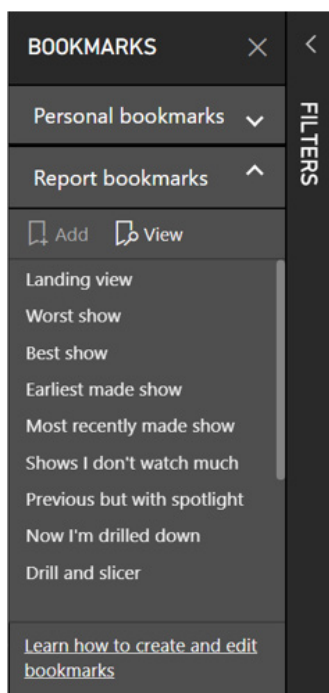 BOOKMARKS
Personal bookmarks
Report bookmarks
Add View
Landing view
Worst show
Best show
Earliest made show
Most recently made show
Shows I don't watch much
Previous but with spotlight
Now I'm drilled down
Drill and slicer
Learn how to create and edit
bookmarks
FILTERS